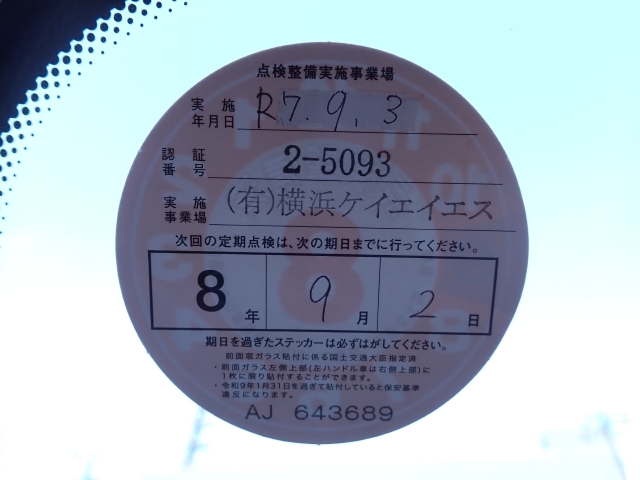 点検整備実施事業場
実施年月日 R7.9.3
認証番号 2-5093
実施事業場 (有)横浜ケイエイエス
次回の定期点検は、次の期日までに行ってください。
8年 9月 2日
期日を過ぎたステッカーは必ずはがしてください。
前面窓ガラス貼付に係る国土交通大臣指定済
・前面ガラス左側上部(左ハンドル車は右側上部)に
1枚に限り貼付することができます。
・令和9年1月31日を過ぎて貼付していると保安基準
違反になります。
AJ 643689